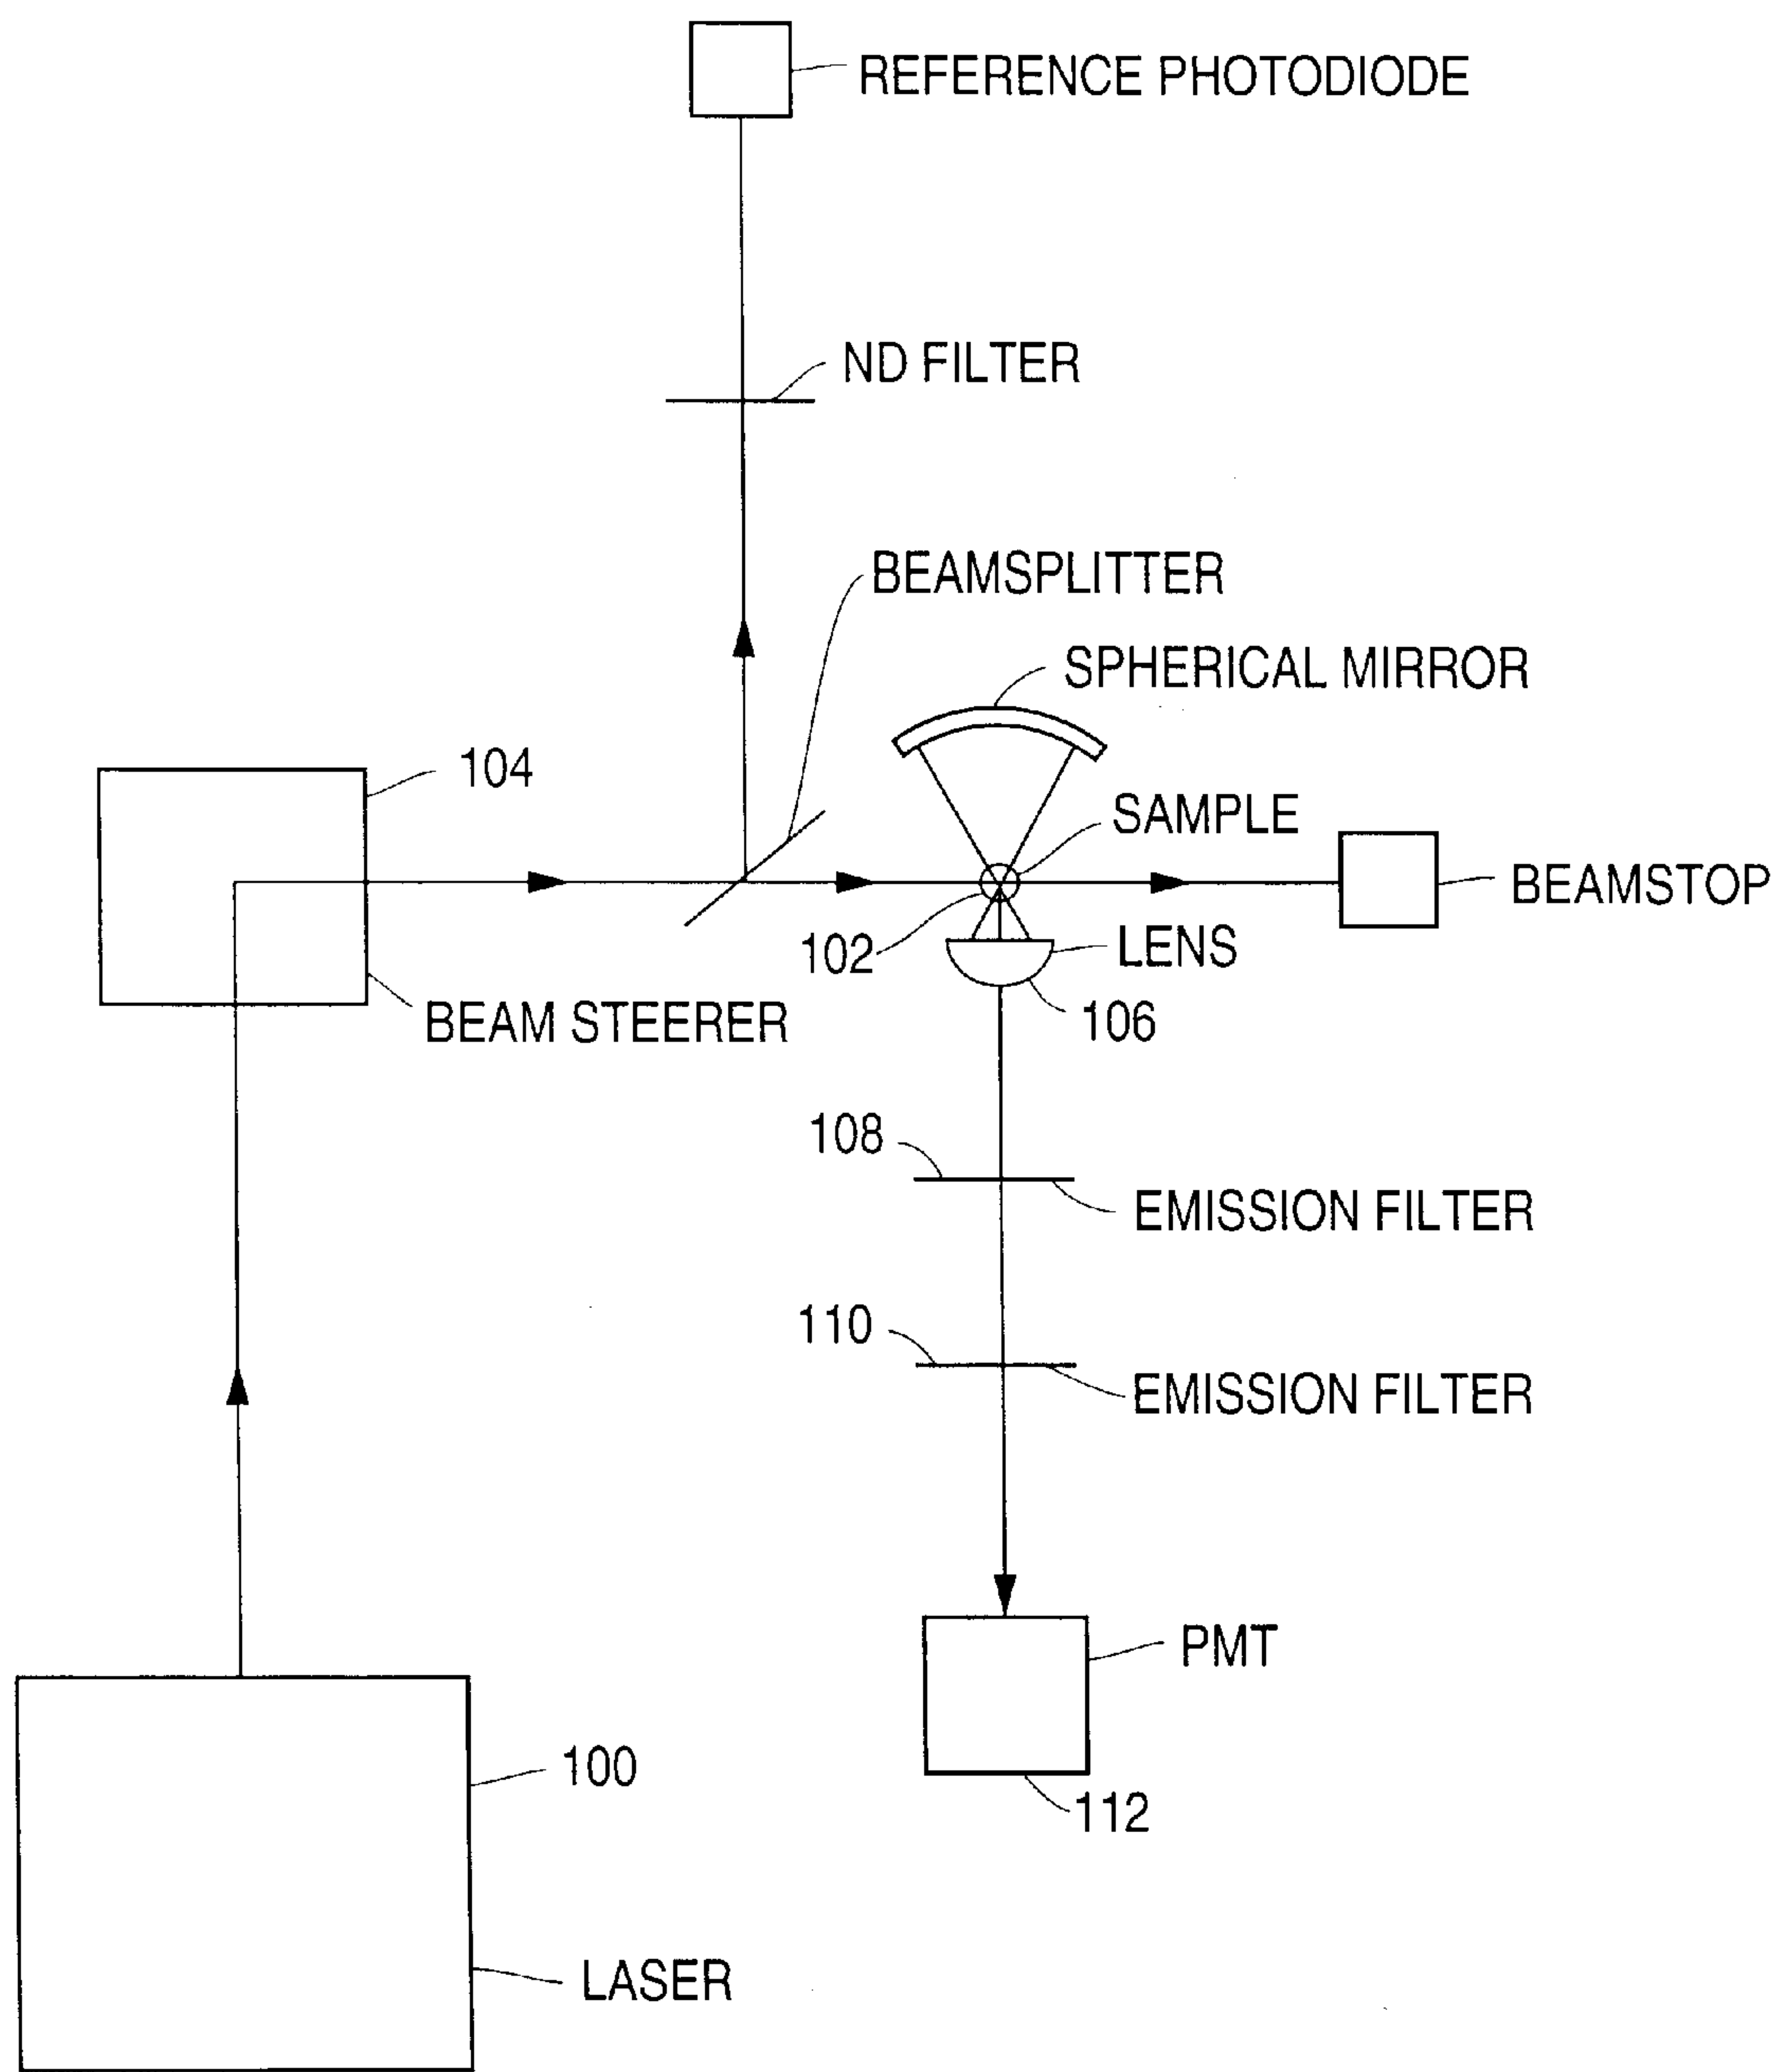 REFERENCE PHOTODIODE
ND FILTER
BEAMSPLITTER
SPHERICAL MIRROR
104
SAMPLE
BEAMSTOP
102
LENS
BEAM STEERER
106
108
EMISSION FILTER
110
EMISSION FILTER
PMT
100
112
LASER